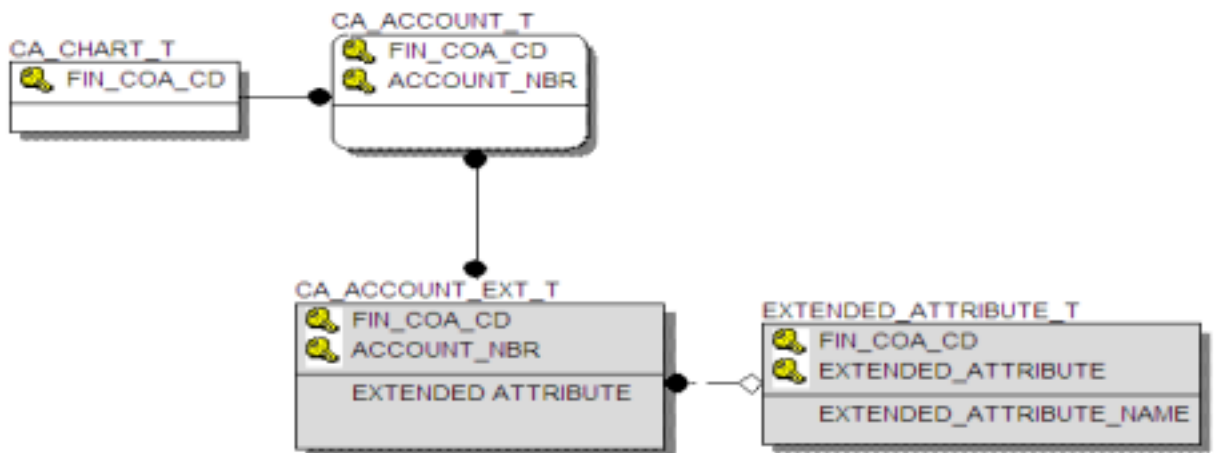 CA_CHART_T
FIN_COA_CD
CA_ACCOUNT_T
FIN_COA_CD
ACCOUNT_NBR
CA_ACCOUNT_EXT_T
FIN_COA_CD
ACCOUNT_NBR
EXTENDED ATTRIBUTE
EXTENDED_ATTRIBUTE_T
FIN_COA_CD
EXTENDED_ATTRIBUTE
EXTENDED_ATTRIBUTE_NAME